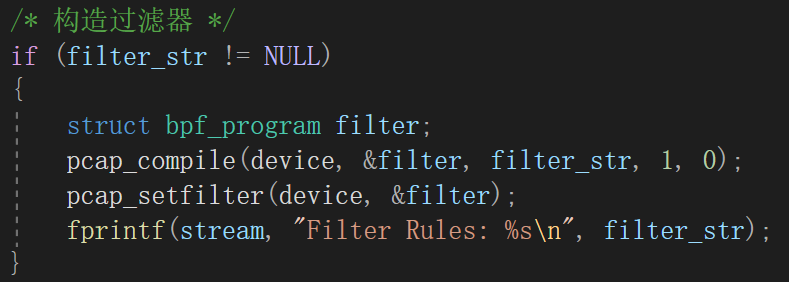 /* 构造过滤器 */
if (filter_str != NULL)
{
    struct bpf_program filter;
    pcap_compile(device, &filter, filter_str, 1, 0);
    pcap_setfilter(device, &filter);
    fprintf(stream, "Filter Rules: %s\n", filter_str);
}